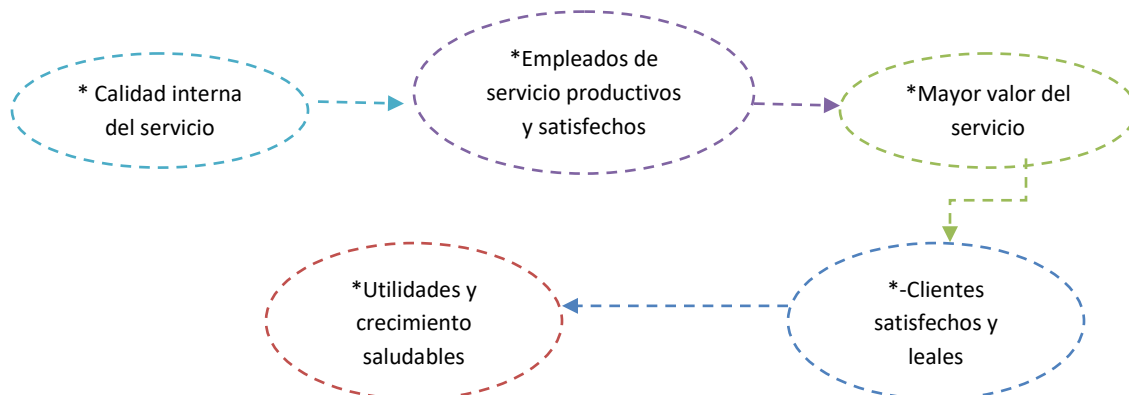 * Calidad interna
del servicio
*Empleados de
servicio productivos
y satisfechos
*Mayor valor del
servicio
*-Clientes
satisfechos y
leales
*Utilidades y
crecimiento
saludables